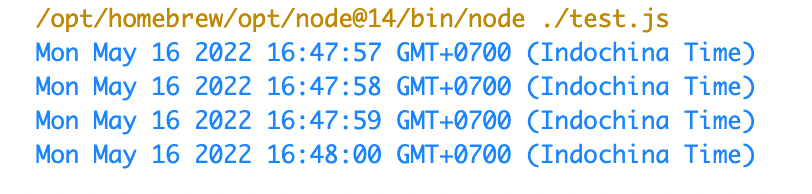 /opt/homebrew/opt/node@14/bin/node ./test.js
Mon May 16 2022 16:47:57 GMT+0700 (Indochina Time)
Mon May 16 2022 16:47:58 GMT+0700 (Indochina Time)
Mon May 16 2022 16:47:59 GMT+0700 (Indochina Time)
Mon May 16 2022 16:48:00 GMT+0700 (Indochina Time)